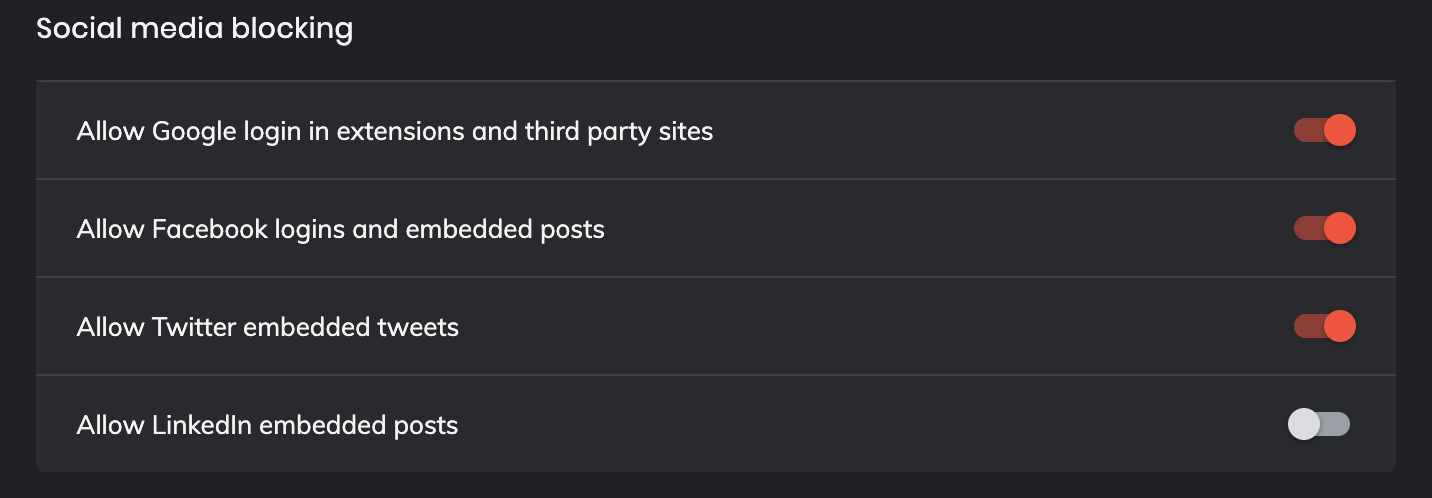 Social media blocking
Allow Google login in extensions and third party sites
Allow Facebook logins and embedded posts
Allow Twitter embedded tweets
Allow LinkedIn embedded posts